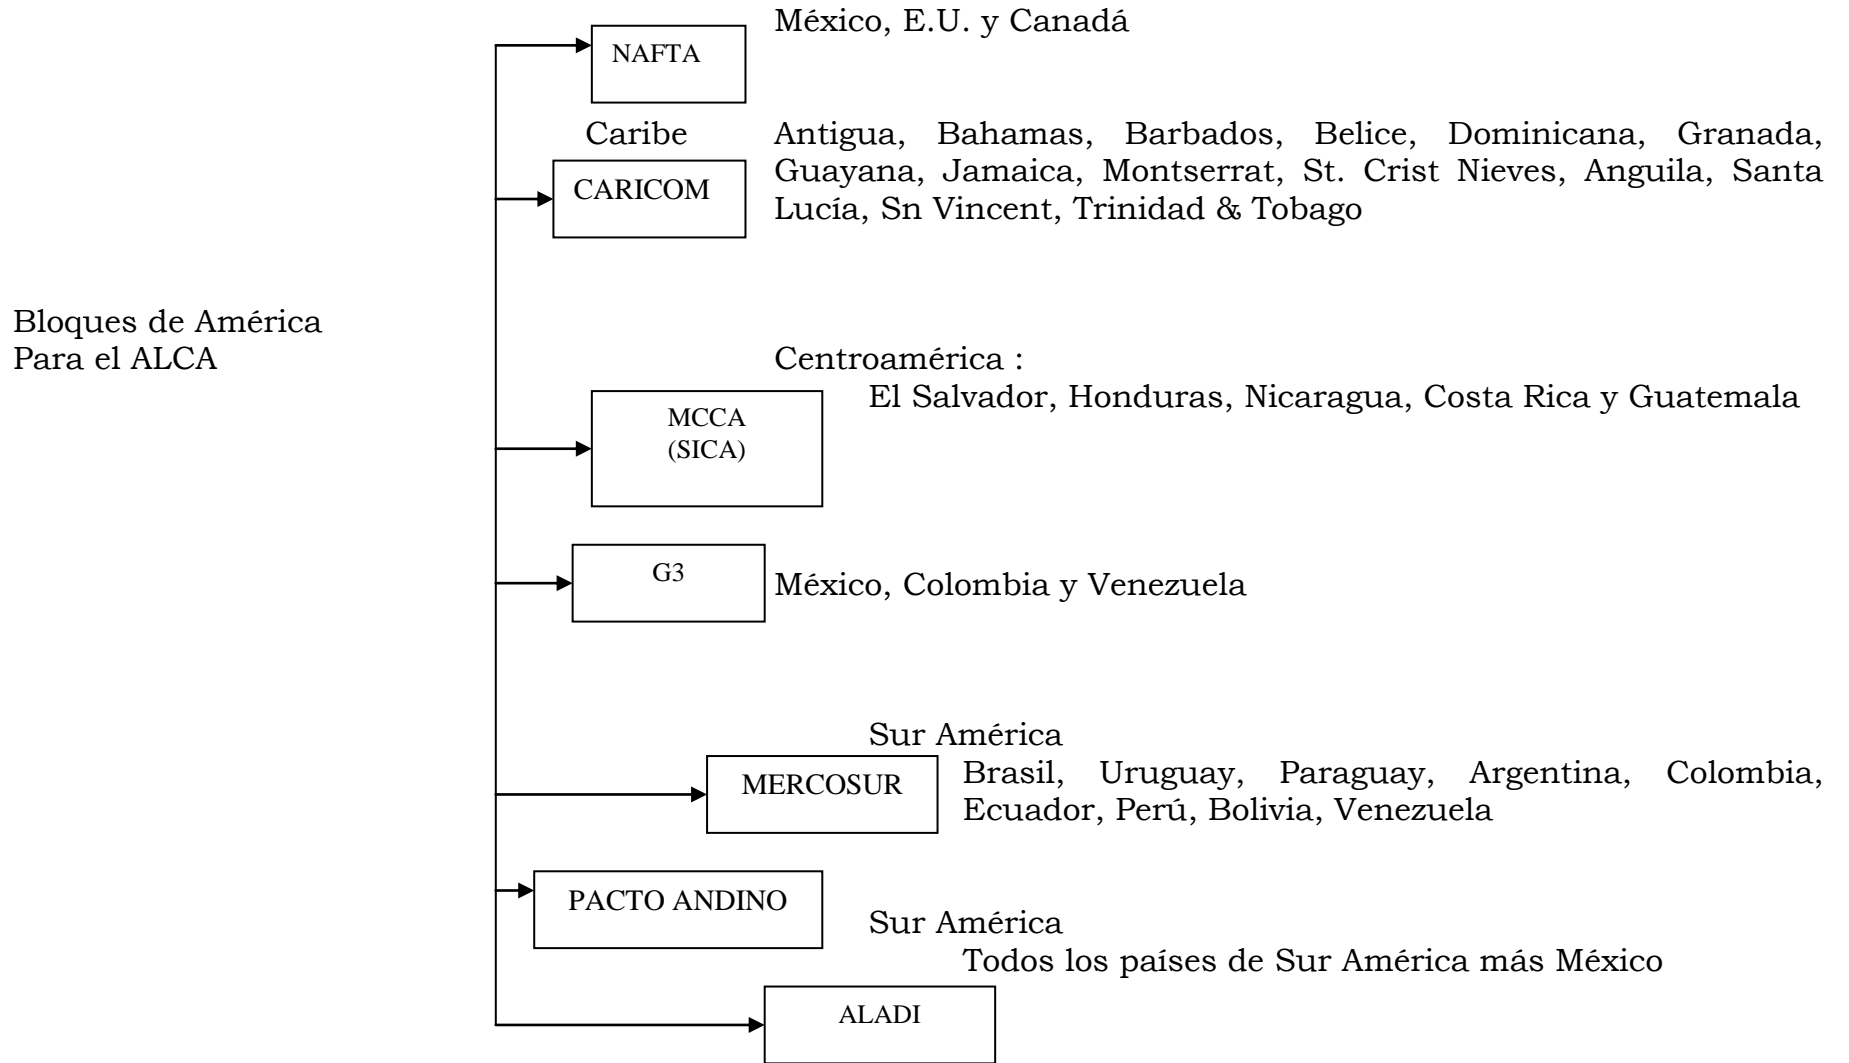 México, E.U. y Canadá
NAFTA
Caribe
Antigua, Bahamas, Barbados, Belice, Dominicana, Granada,
Guayana, Jamaica, Montserrat, St. Crist Nieves, Anguila, Santa
Lucía, Sn Vincent, Trinidad & Tobago
CARICOM
Bloques de América
Para el ALCA
Centroamérica :
El Salvador, Honduras, Nicaragua, Costa Rica y Guatemala
MCCA
(SICA)
G3
México, Colombia y Venezuela
Sur América
MERCOSUR
Brasil, Uruguay, Paraguay, Argentina, Colombia,
Ecuador, Perú, Bolivia, Venezuela
PACTO ANDINO
Sur América
Todos los países de Sur América más México
ALADI